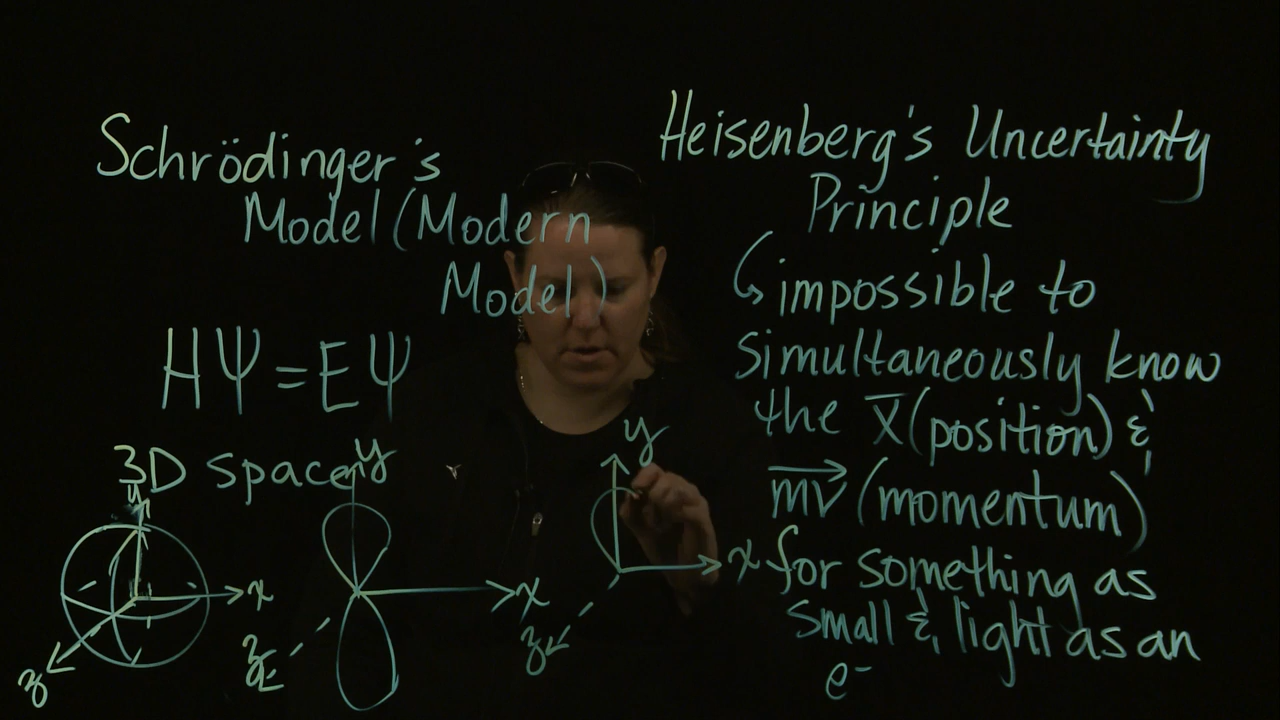 Schrödinger's
Model (Modern
Model)
HΨ = EΨ
3D space
y
x
z
y
x
z
y
x
z
Heisenberg's Uncertainty
Principle
↳ impossible to
simultaneously know
the x̅ (position) &
mv⃗ (momentum)
for something as
small & light as an
e⁻